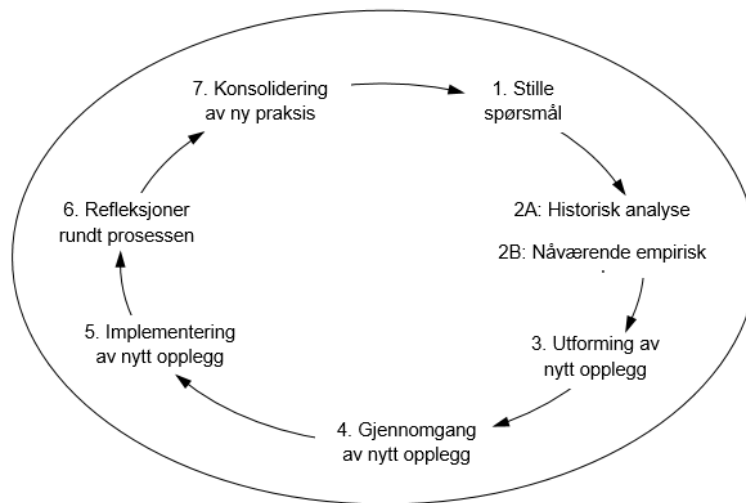 7. Konsolidering
av ny praksis
1. Stille
spørsmål
2A: Historisk analyse
2B: Nåværende empirisk
3. Utforming av
nytt opplegg
4. Gjennomgang
av nytt opplegg
5. Implementering
av nytt opplegg
6. Refleksjoner
rundt prosessen